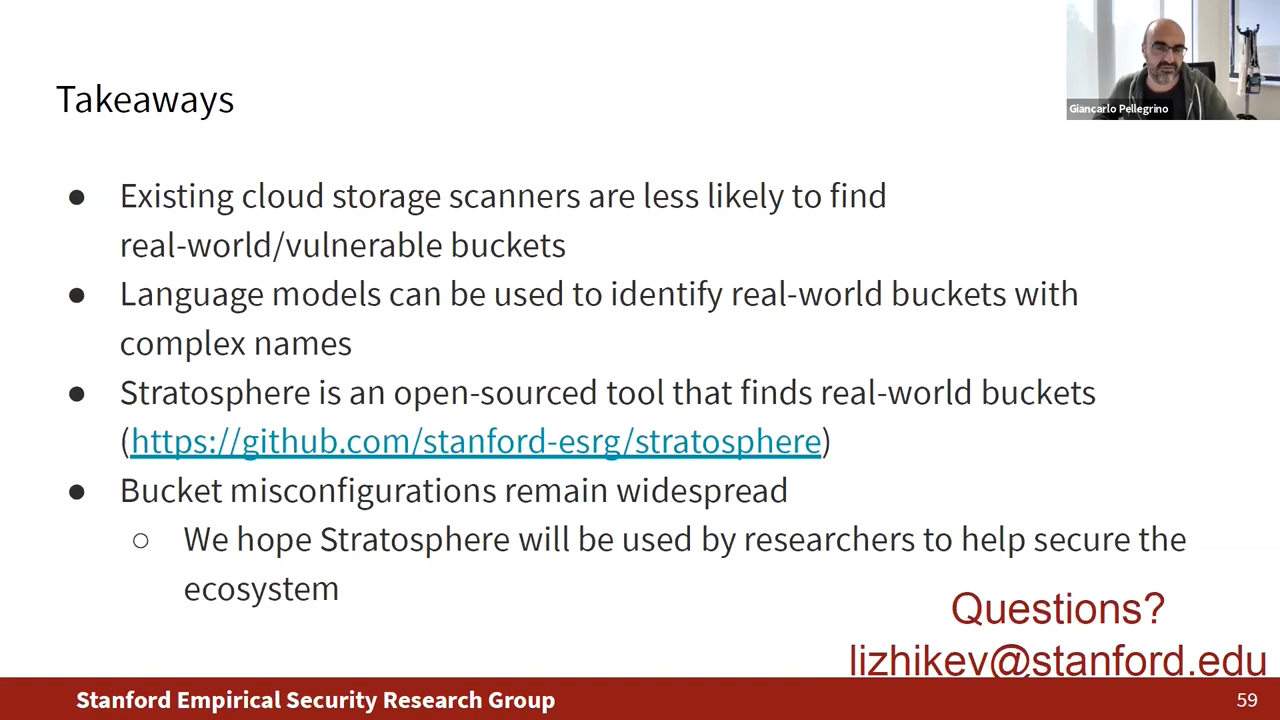 Giancarlo Pellegrino
Takeaways
● Existing cloud storage scanners are less likely to find
real-world/vulnerable buckets
● Language models can be used to identify real-world buckets with
complex names
● Stratosphere is an open-sourced tool that finds real-world buckets
(https://github.com/stanford-esrg/stratosphere)
● Bucket misconfigurations remain widespread
○ We hope Stratosphere will be used by researchers to help secure the
ecosystem
Questions?
lizhikev@stanford.edu
Stanford Empirical Security Research Group
59